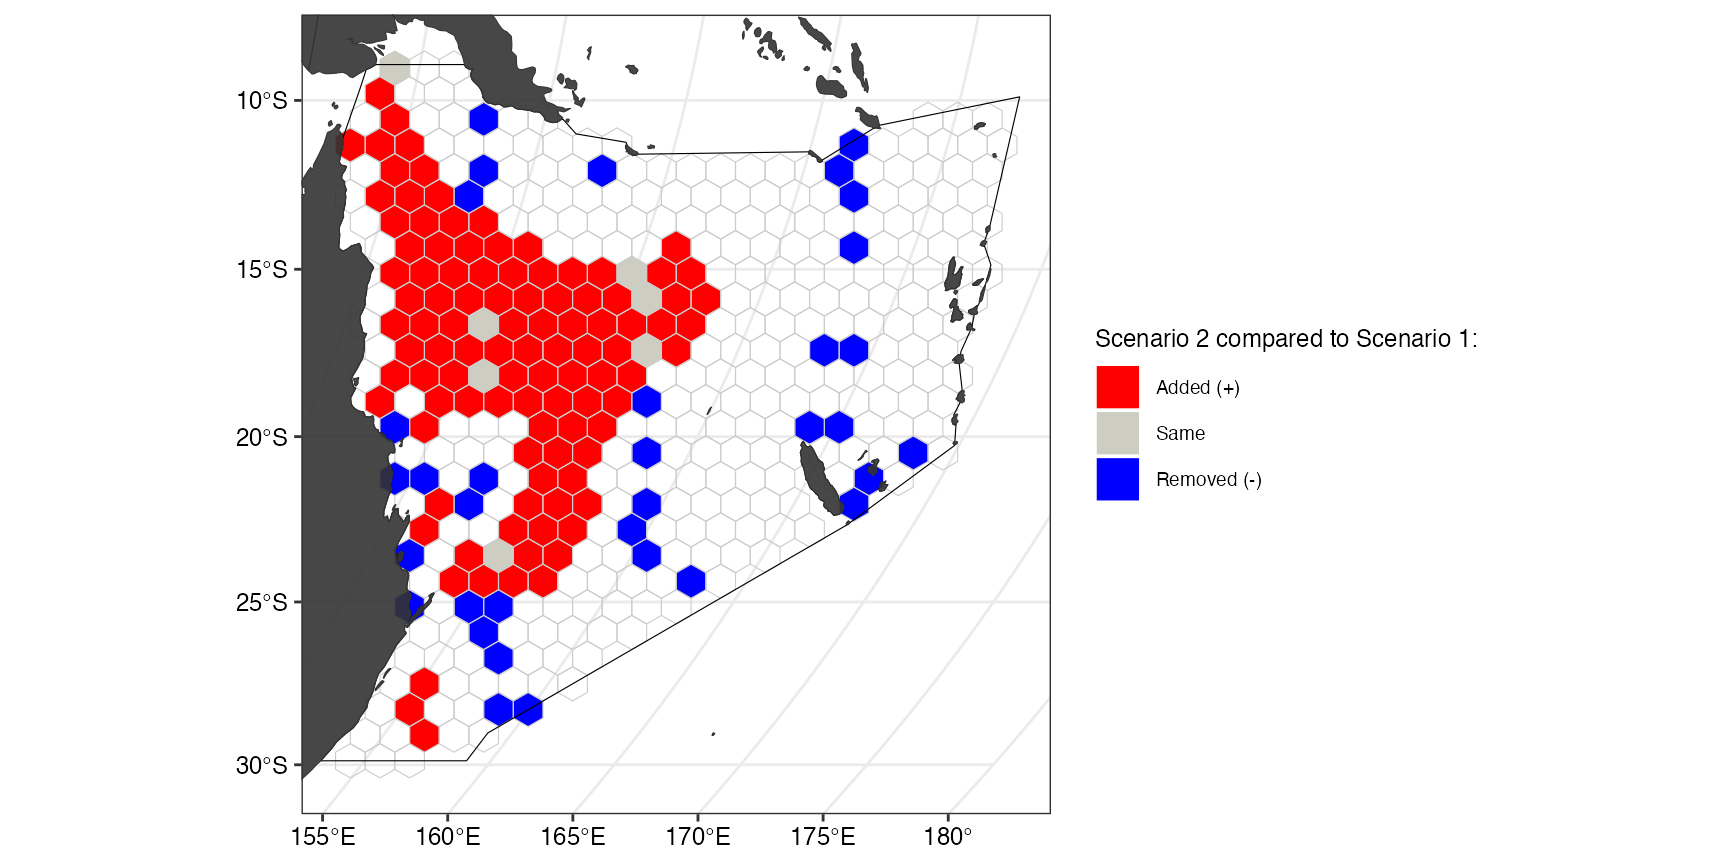 10°S
15°S
20°S
25°S
30°S
155°E
160°E
165°E
170°E
175°E
180°
Scenario 2 compared to Scenario 1:
Added (+)
Same
Removed (-)